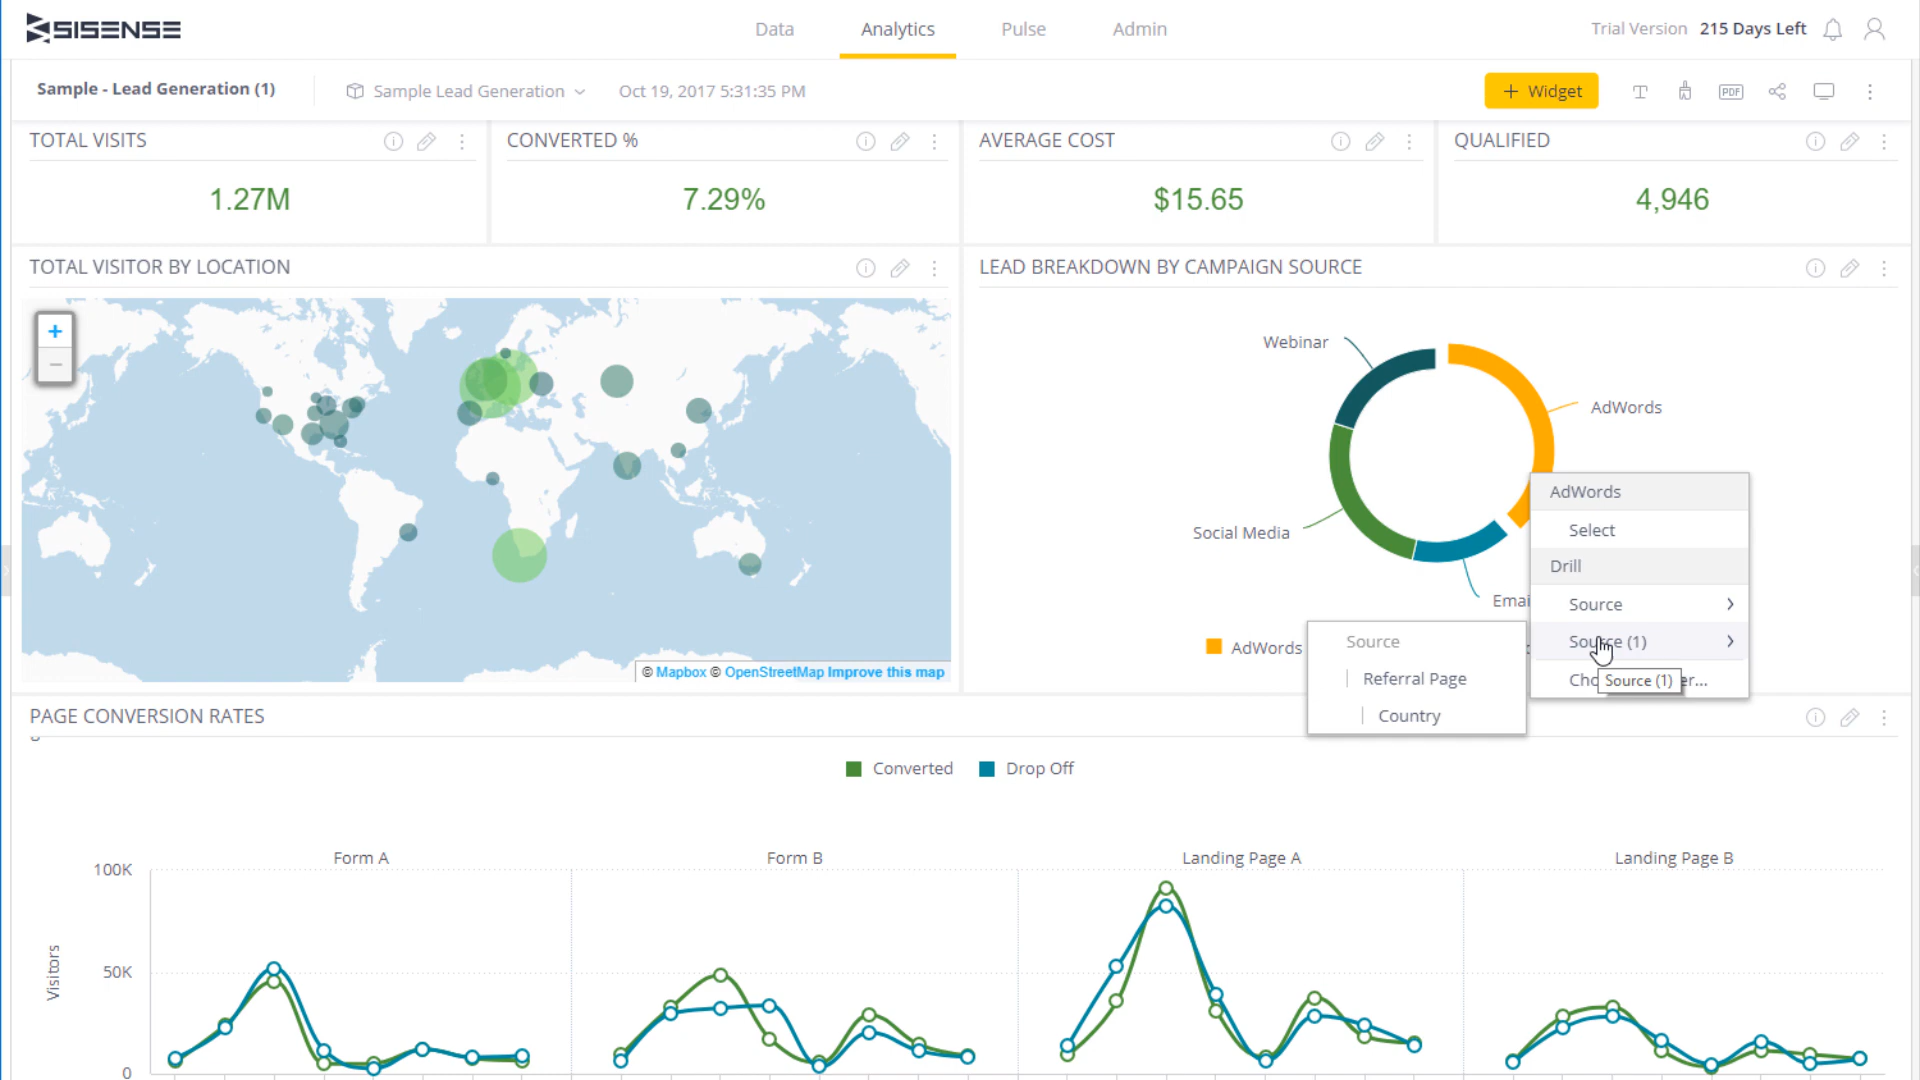 SISENSE
Data
Analytics
Pulse
Admin
Trial Version 215 Days Left
Sample - Lead Generation (1)
Sample Lead Generation
Oct 19, 2017 5:31:35 PM
+ Widget
PDF
TOTAL VISITS
CONVERTED %
AVERAGE COST
QUALIFIED
1.27M
7.29%
$15.65
4,946
TOTAL VISITOR BY LOCATION
+
−
© Mapbox © OpenStreetMap Improve this map
LEAD BREAKDOWN BY CAMPAIGN SOURCE
Webinar
AdWords
Social Media
Emai
AdWords
AdWords
Select
Drill
Source
Source (1)
Source (1)
Source
Referral Page
Country
PAGE CONVERSION RATES
Converted
Drop Off
Form A
Form B
Landing Page A
Landing Page B
Visitors
100K
50K
0